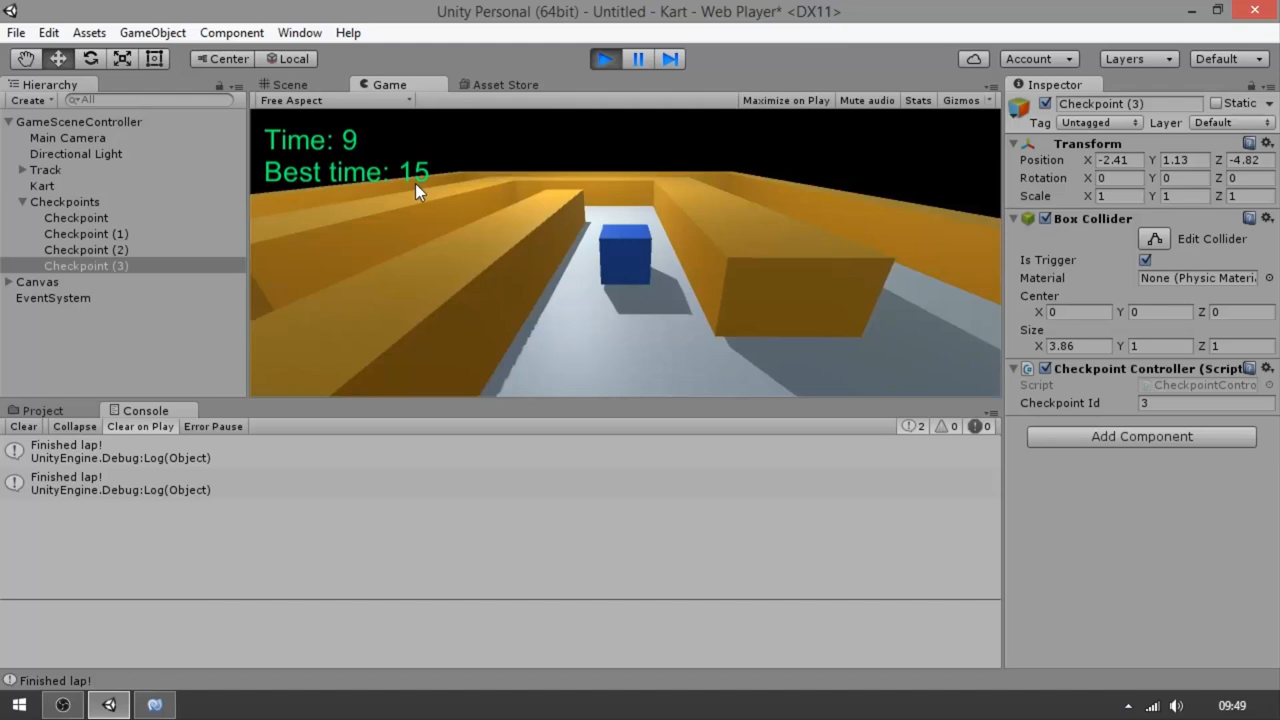 Unity Personal (64bit) - Untitled - Kart - Web Player* <DX11>
File Edit Assets GameObject Component Window Help
Center Local Account Layers Default
Hierarchy
Create All
GameSceneController
Main Camera
Directional Light
Track
Kart
Checkpoints
Checkpoint
Checkpoint (1)
Checkpoint (2)
Checkpoint (3)
Canvas
EventSystem
Scene Game Asset Store
Free Aspect Maximize on Play Mute audio Stats Gizmos
Time: 9
Best time: 15
Inspector
Checkpoint (3) Static
Tag Untagged Layer Default
Transform
Position X -2.41 Y 1.13 Z -4.82
Rotation X 0 Y 0 Z 0
Scale X 1 Y 1 Z 1
Box Collider
Edit Collider
Is Trigger
Material None (Physic Materi
Center
X 0 Y 0 Z 0
Size
X 3.86 Y 1 Z 1
Checkpoint Controller (Script
Script CheckpointContro
Checkpoint Id 3
Add Component
Project Console
Clear Collapse Clear on Play Error Pause 2 0 0
Finished lap!
UnityEngine.Debug:Log(Object)
Finished lap!
UnityEngine.Debug:Log(Object)
Finished lap!
09:49